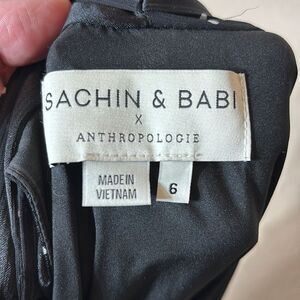 SACHIN & BABI
X
ANTHROPOLOGIE
MADE IN
VIETNAM
6